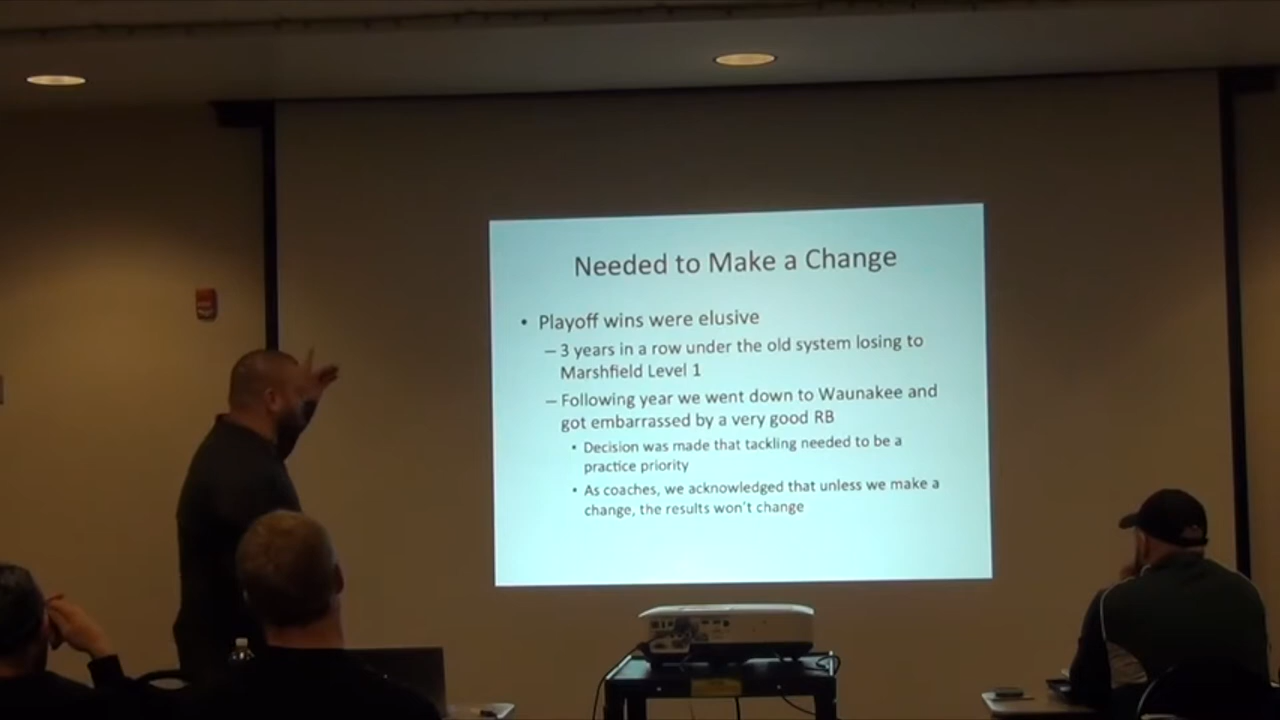 Needed to Make a Change
• Playoff wins were elusive
– 3 years in a row under the old system losing to
Marshfield Level 1
– Following year we went down to Waunakee and
got embarrassed by a very good RB
• Decision was made that tackling needed to be a
practice priority
• As coaches, we acknowledged that unless we make a
change, the results won't change